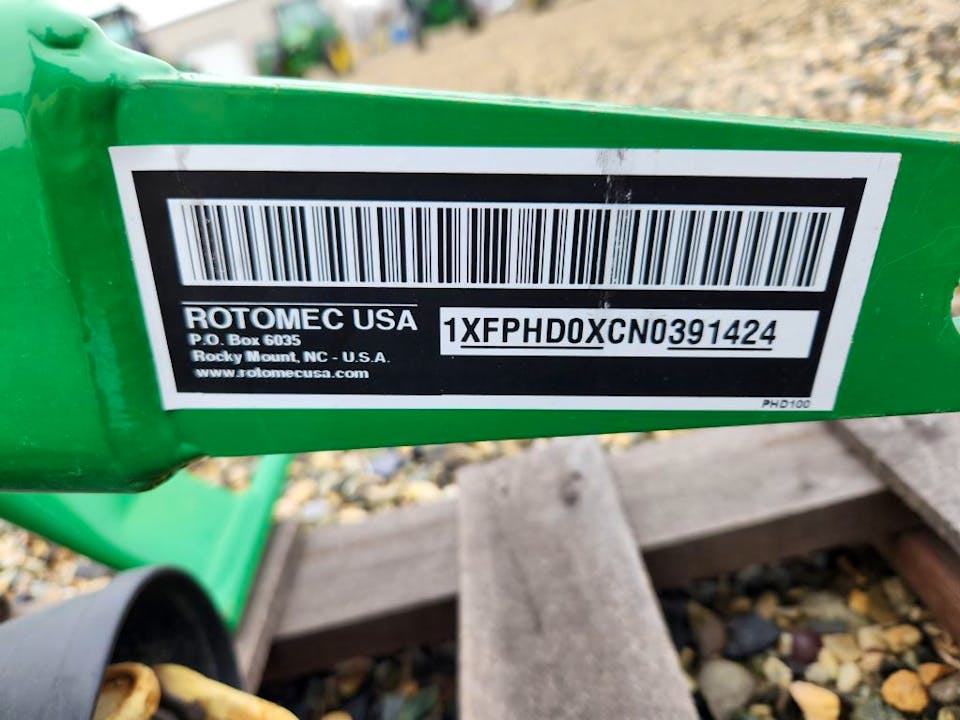 ROTOMEC USA
P.O. Box 6035
Rocky Mount, NC - U.S.A.
www.rotomecusa.com
1XFPHD0XCN0391424
PHD100